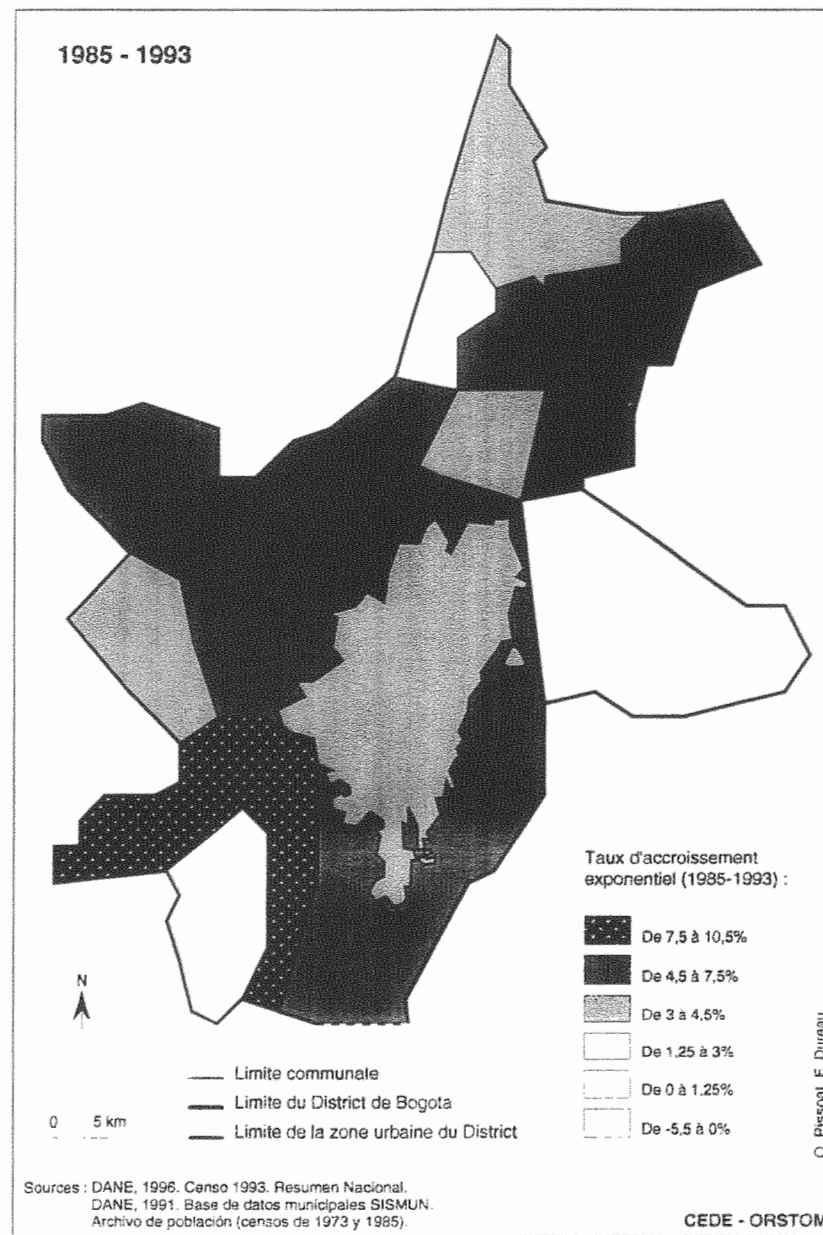 1985 - 1993
Taux d'accroissement
exponentiel (1985-1993) :
De 7,5 à 10,5%
De 4,5 à 7,5%
De 3 à 4,5%
De 1,25 à 3%
De 0 à 1,25%
De -5,5 à 0%
N
Limite communale
Limite du District de Bogota
Limite de la zone urbaine du District
0 5 km
O. Pissoat, F. Dureau
Sources : DANE, 1996. Censo 1993. Resumen Nacional.
DANE, 1991. Base de datos municipales SISMUN.
Archivo de población (censos de 1973 y 1985).
CEDE - ORSTOM